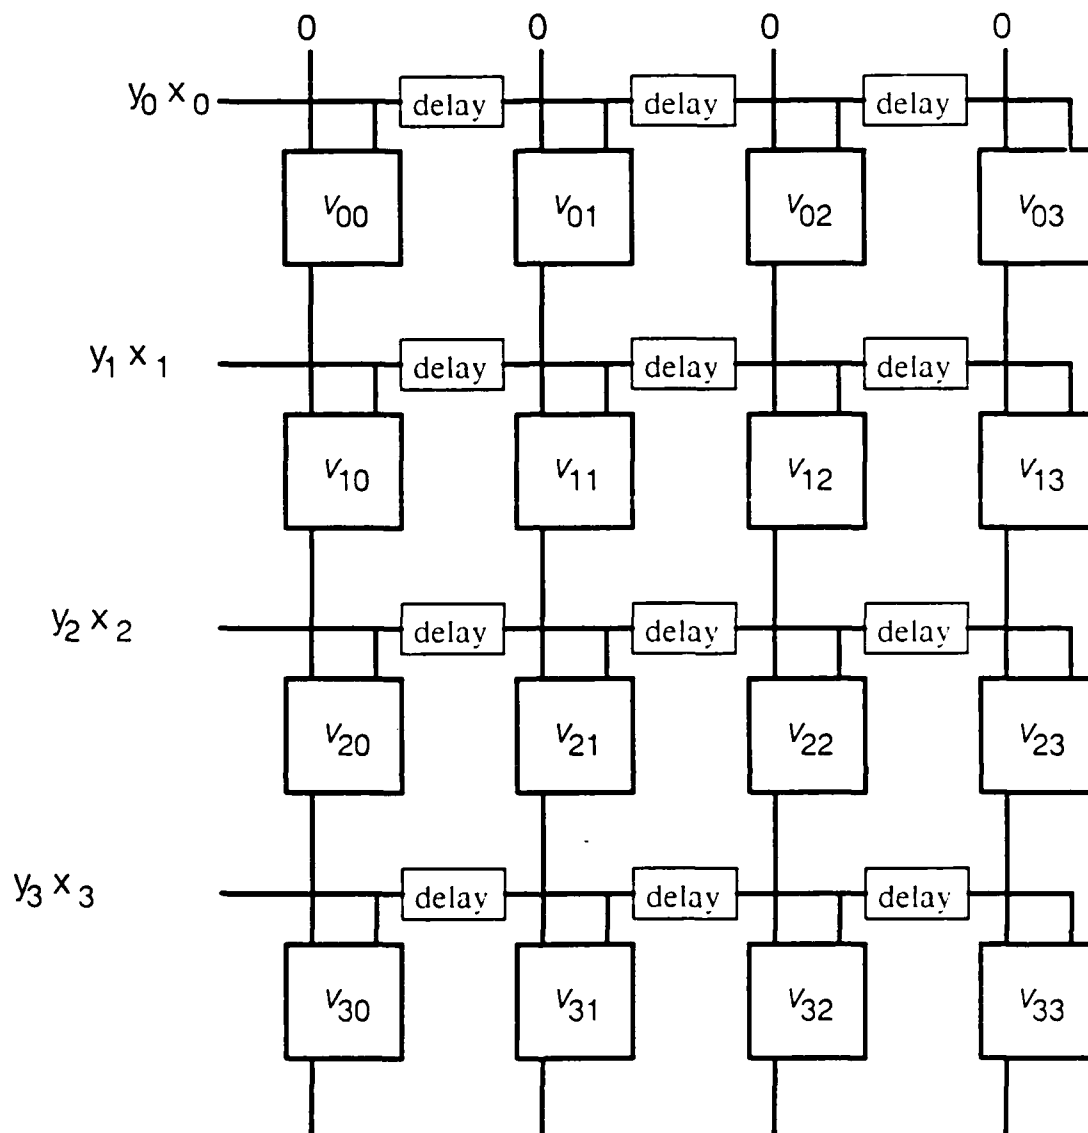 0 0 0 0
y₀ x₀ delay delay delay
v₀₀ v₀₁ v₀₂ v₀₃
y₁ x₁ delay delay delay
v₁₀ v₁₁ v₁₂ v₁₃
y₂ x₂ delay delay delay
v₂₀ v₂₁ v₂₂ v₂₃
y₃ x₃ delay delay delay
v₃₀ v₃₁ v₃₂ v₃₃